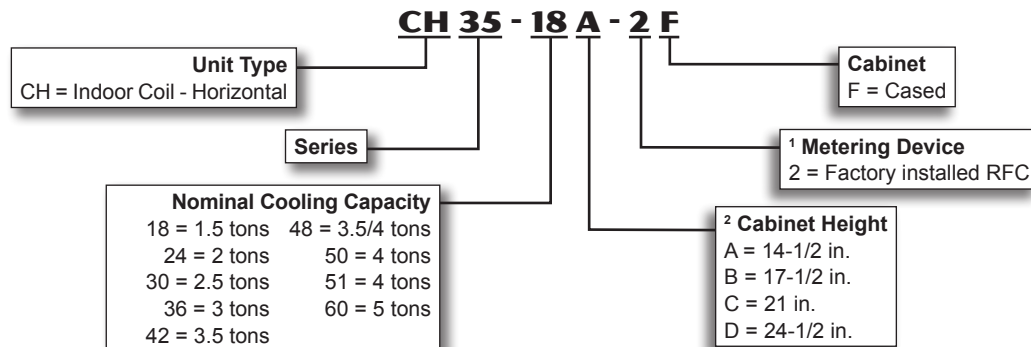 CH 35 - 18 A - 2 F
Unit Type
CH = Indoor Coil - Horizontal
Series
Nominal Cooling Capacity
18 = 1.5 tons 48 = 3.5/4 tons
24 = 2 tons 50 = 4 tons
30 = 2.5 tons 51 = 4 tons
36 = 3 tons 60 = 5 tons
42 = 3.5 tons
Cabinet
F = Cased
¹ Metering Device
2 = Factory installed RFC
² Cabinet Height
A = 14-1/2 in.
B = 17-1/2 in.
C = 21 in.
D = 24-1/2 in.